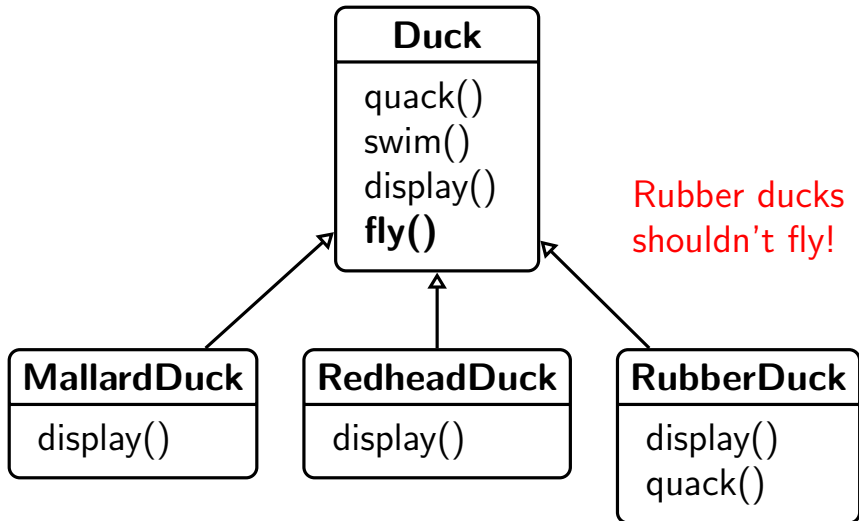 Duck
quack()
swim()
display()
fly()
Rubber ducks
shouldn't fly!
MallardDuck
display()
RedheadDuck
display()
RubberDuck
display()
quack()